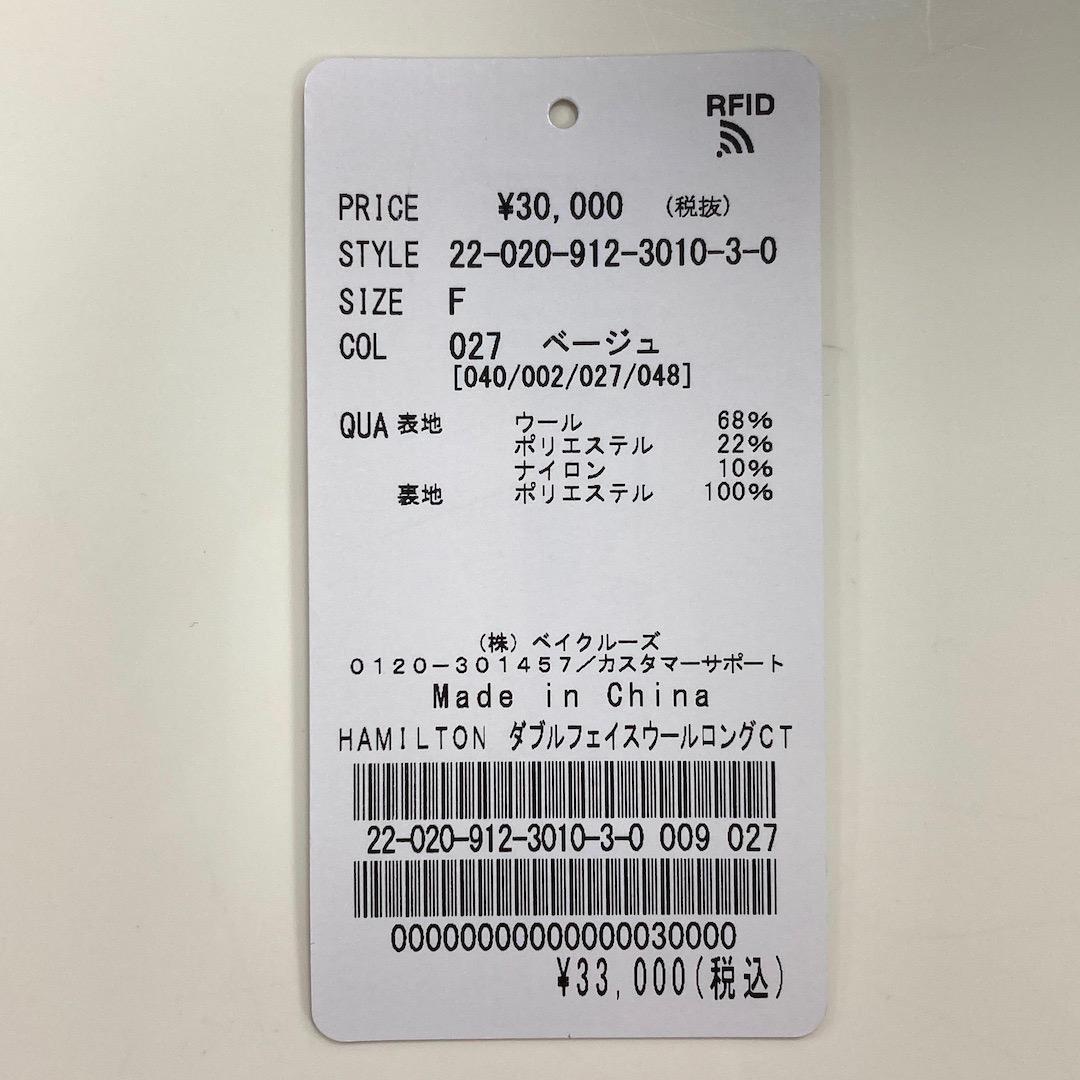 RFID
PRICE ¥30,000 (税抜)
STYLE 22-020-912-3010-3-0
SIZE F
COL 027 ベージュ
[040/002/027/048]
QUA 表地 ウール 68%
ポリエステル 22%
ナイロン 10%
裏地 ポリエステル 100%
(株) ベイクルーズ
0120-301457/カスタマーサポート
Made in China
HAMILTON ダブルフェイスウールロングCT
22-020-912-3010-3-0 009 027
00000000000000030000
¥33,000(税込)